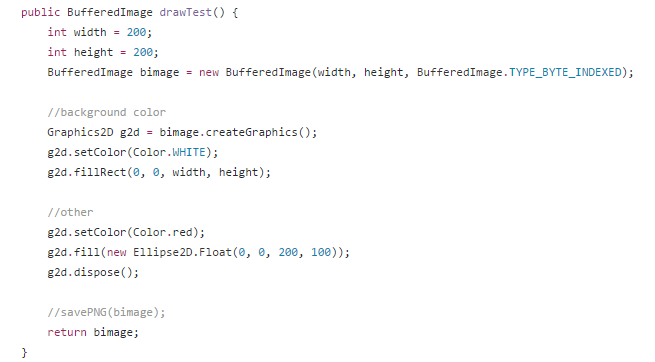 public BufferedImage drawTest() {
    int width = 200;
    int height = 200;
    BufferedImage bimage = new BufferedImage(width, height, BufferedImage.TYPE_BYTE_INDEXED);

    //background color
    Graphics2D g2d = bimage.createGraphics();
    g2d.setColor(Color.WHITE);
    g2d.fillRect(0, 0, width, height);

    //other
    g2d.setColor(Color.red);
    g2d.fill(new Ellipse2D.Float(0, 0, 200, 100));
    g2d.dispose();

    //savePNG(bimage);
    return bimage;
}